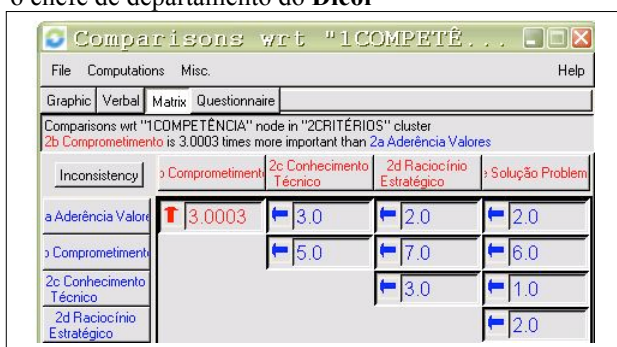 o chefe de departamento do Dicol
Comparisons wrt "1COMPETÊ...
File Computations Misc. Help
Graphic Verbal Matrix Questionnaire
Comparisons wrt "1COMPETÊNCIA" node in "2CRITÉRIOS" cluster
2b Comprometimento is 3.0003 times more important than 2a Aderência Valores
Inconsistency Comprometiment 2c Conhecimento Técnico 2d Raciocínio Estratégico Solução Problem
a Aderência Valore 3.0003 3.0 2.0 2.0
Comprometiment 5.0 7.0 6.0
2c Conhecimento Técnico 3.0 1.0
2d Raciocínio Estratégico 2.0